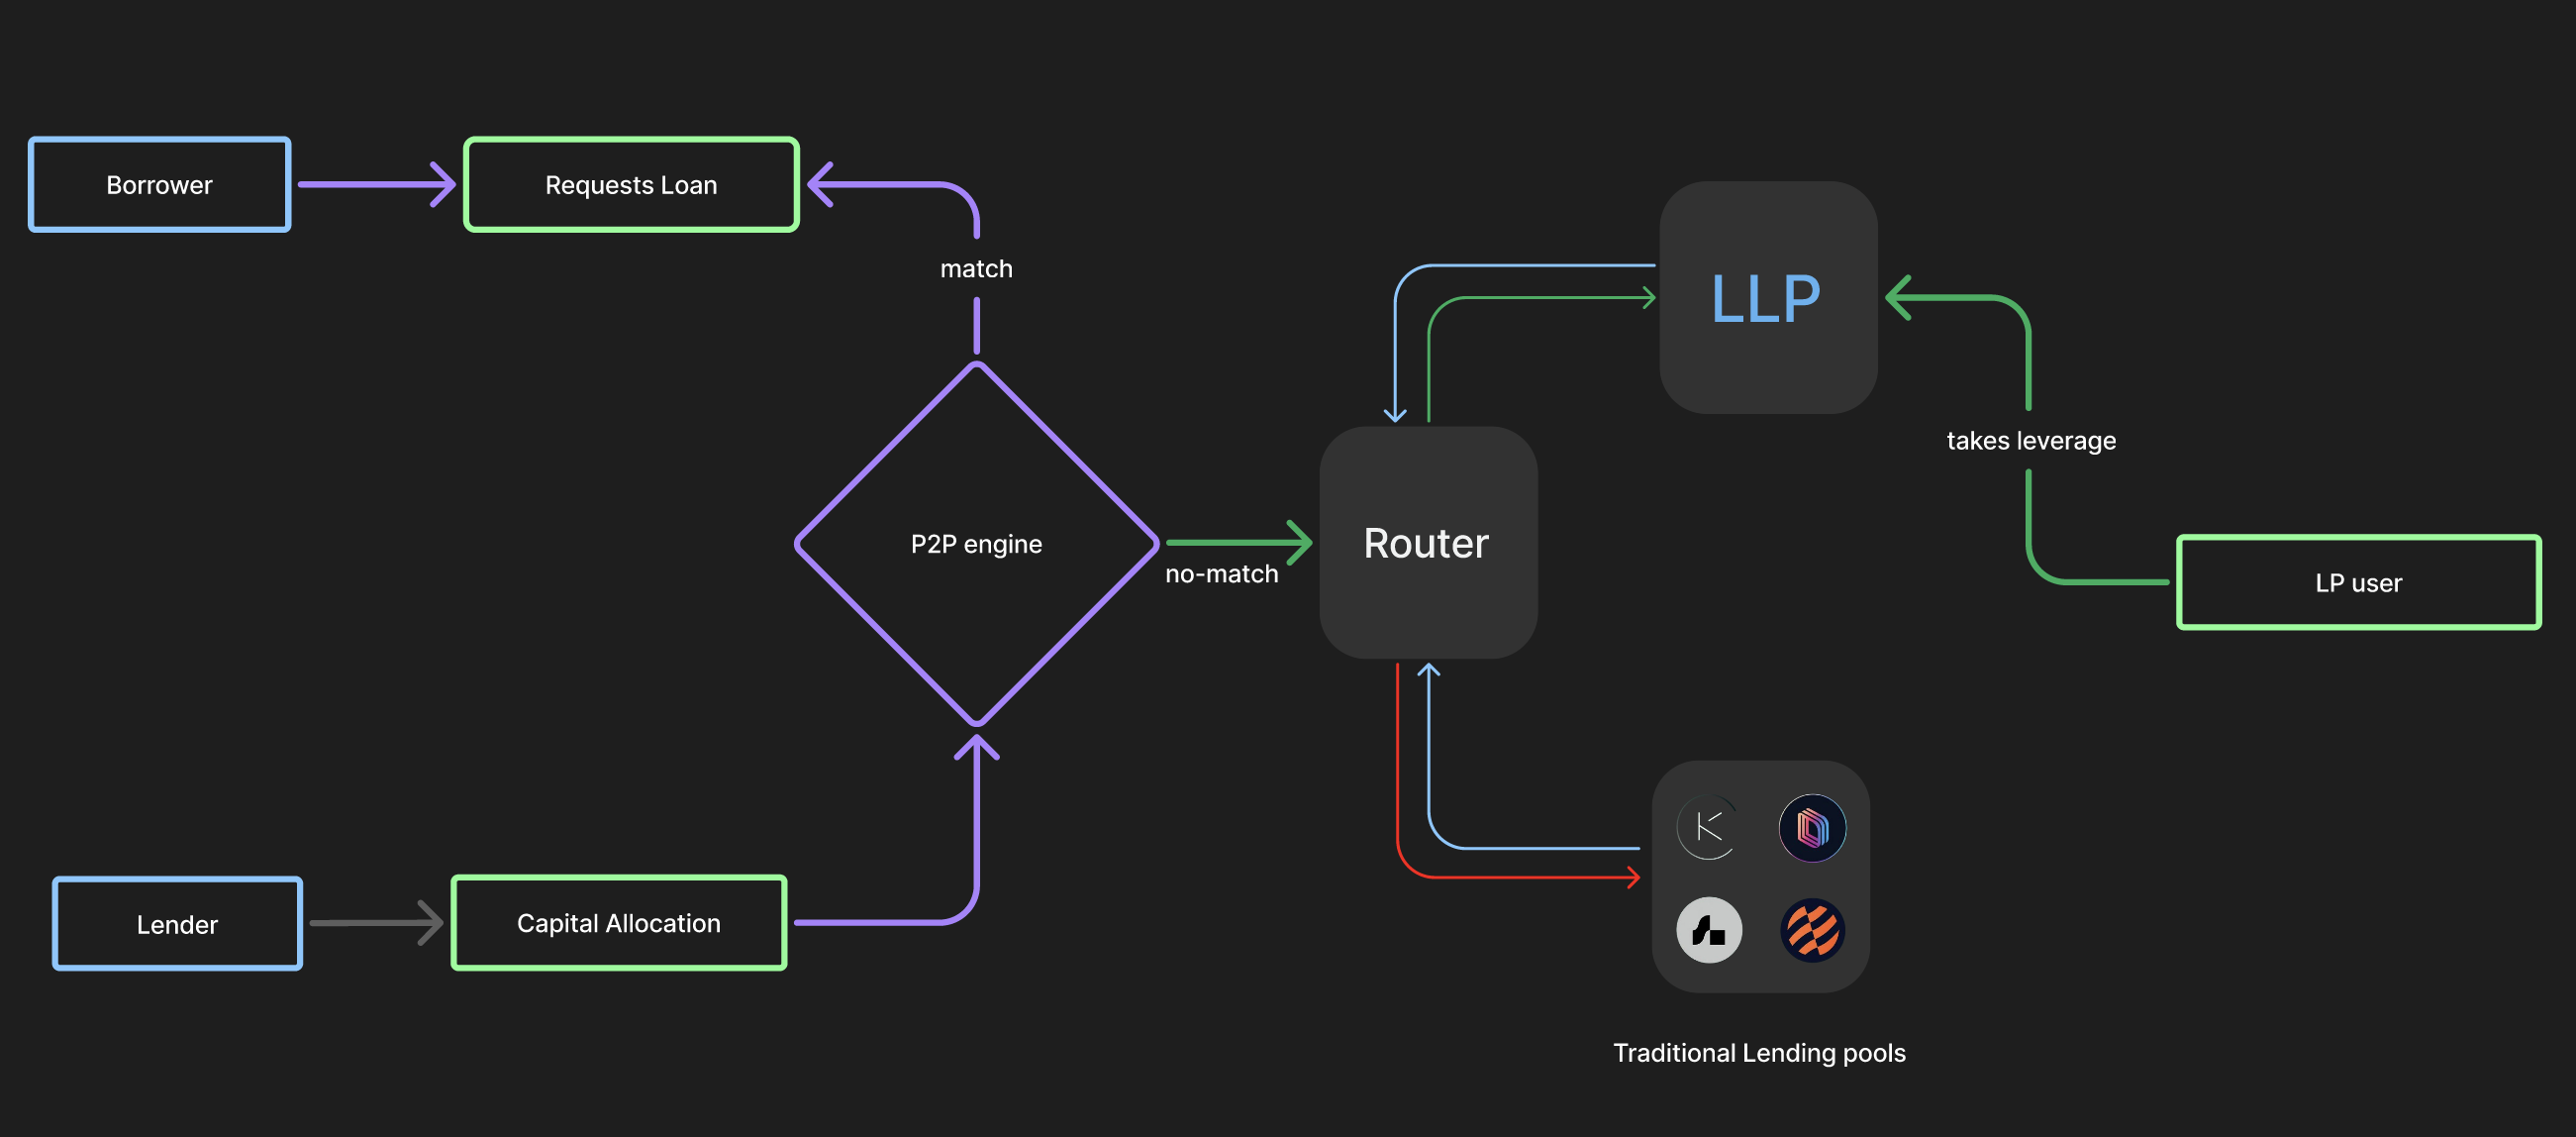 Borrower
Requests Loan
match
LLP
takes leverage
P2P engine
no-match
Router
LP user
Lender
Capital Allocation
Traditional Lending pools